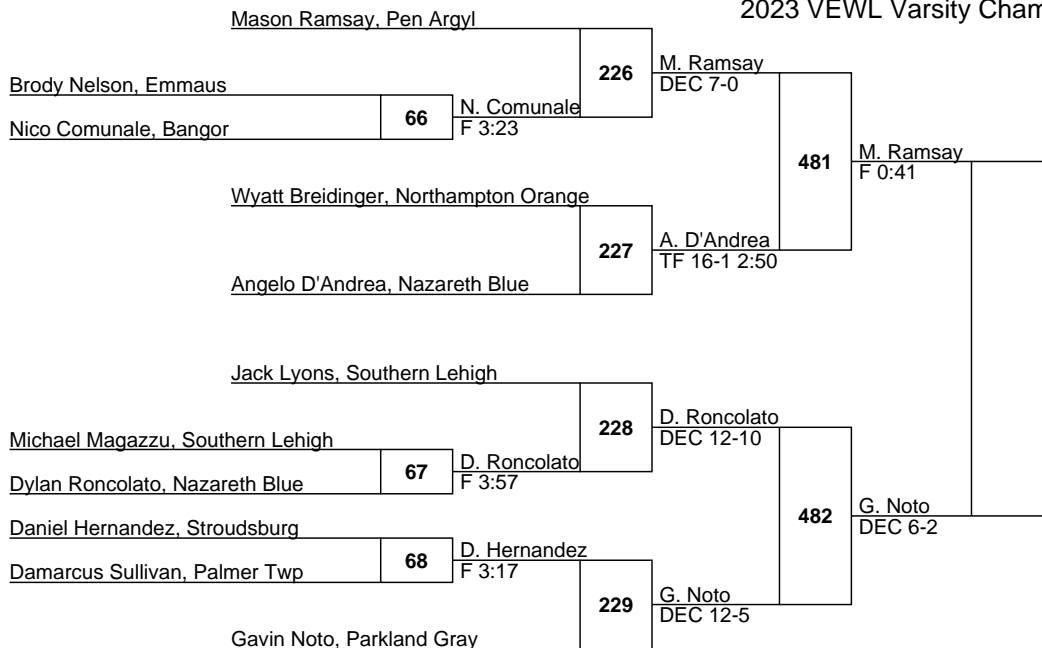 2023 VEWL Varsity Cham
Mason Ramsay, Pen Argyl
226
M. Ramsay
DEC 7-0
Brody Nelson, Emmaus
66
N. Comunale
F 3:23
Nico Comunale, Bangor
481
M. Ramsay
F 0:41
Wyatt Breidinger, Northampton Orange
227
A. D'Andrea
TF 16-1 2:50
Angelo D'Andrea, Nazareth Blue
Jack Lyons, Southern Lehigh
228
D. Roncolato
DEC 12-10
Michael Magazzu, Southern Lehigh
67
D. Roncolato
F 3:57
Dylan Roncolato, Nazareth Blue
482
G. Noto
DEC 6-2
Daniel Hernandez, Stroudsburg
68
D. Hernandez
F 3:17
Damarcus Sullivan, Palmer Twp
229
G. Noto
DEC 12-5
Gavin Noto, Parkland Gray